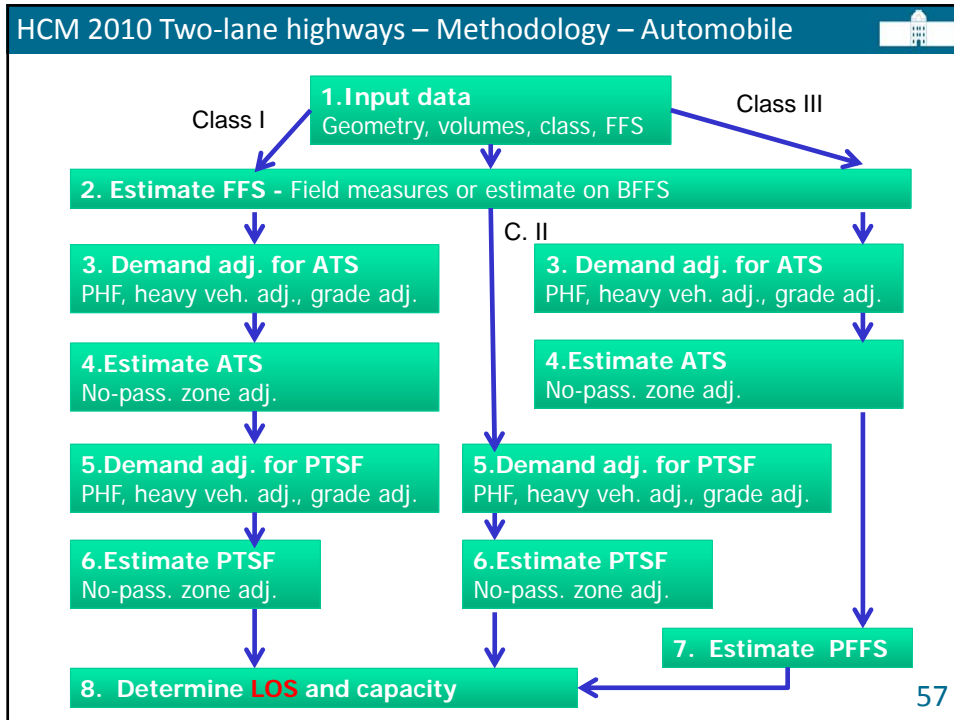 HCM 2010 Two-lane highways – Methodology – Automobile
Class I
1.Input data
Geometry, volumes, class, FFS
Class III
2. Estimate FFS - Field measures or estimate on BFFS
C. II
3. Demand adj. for ATS
PHF, heavy veh. adj., grade adj.
3. Demand adj. for ATS
PHF, heavy veh. adj., grade adj.
4.Estimate ATS
No-pass. zone adj.
4.Estimate ATS
No-pass. zone adj.
5.Demand adj. for PTSF
PHF, heavy veh. adj., grade adj.
5.Demand adj. for PTSF
PHF, heavy veh. adj., grade adj.
6.Estimate PTSF
No-pass. zone adj.
6.Estimate PTSF
No-pass. zone adj.
7. Estimate PFFS
8. Determine LOS and capacity
57